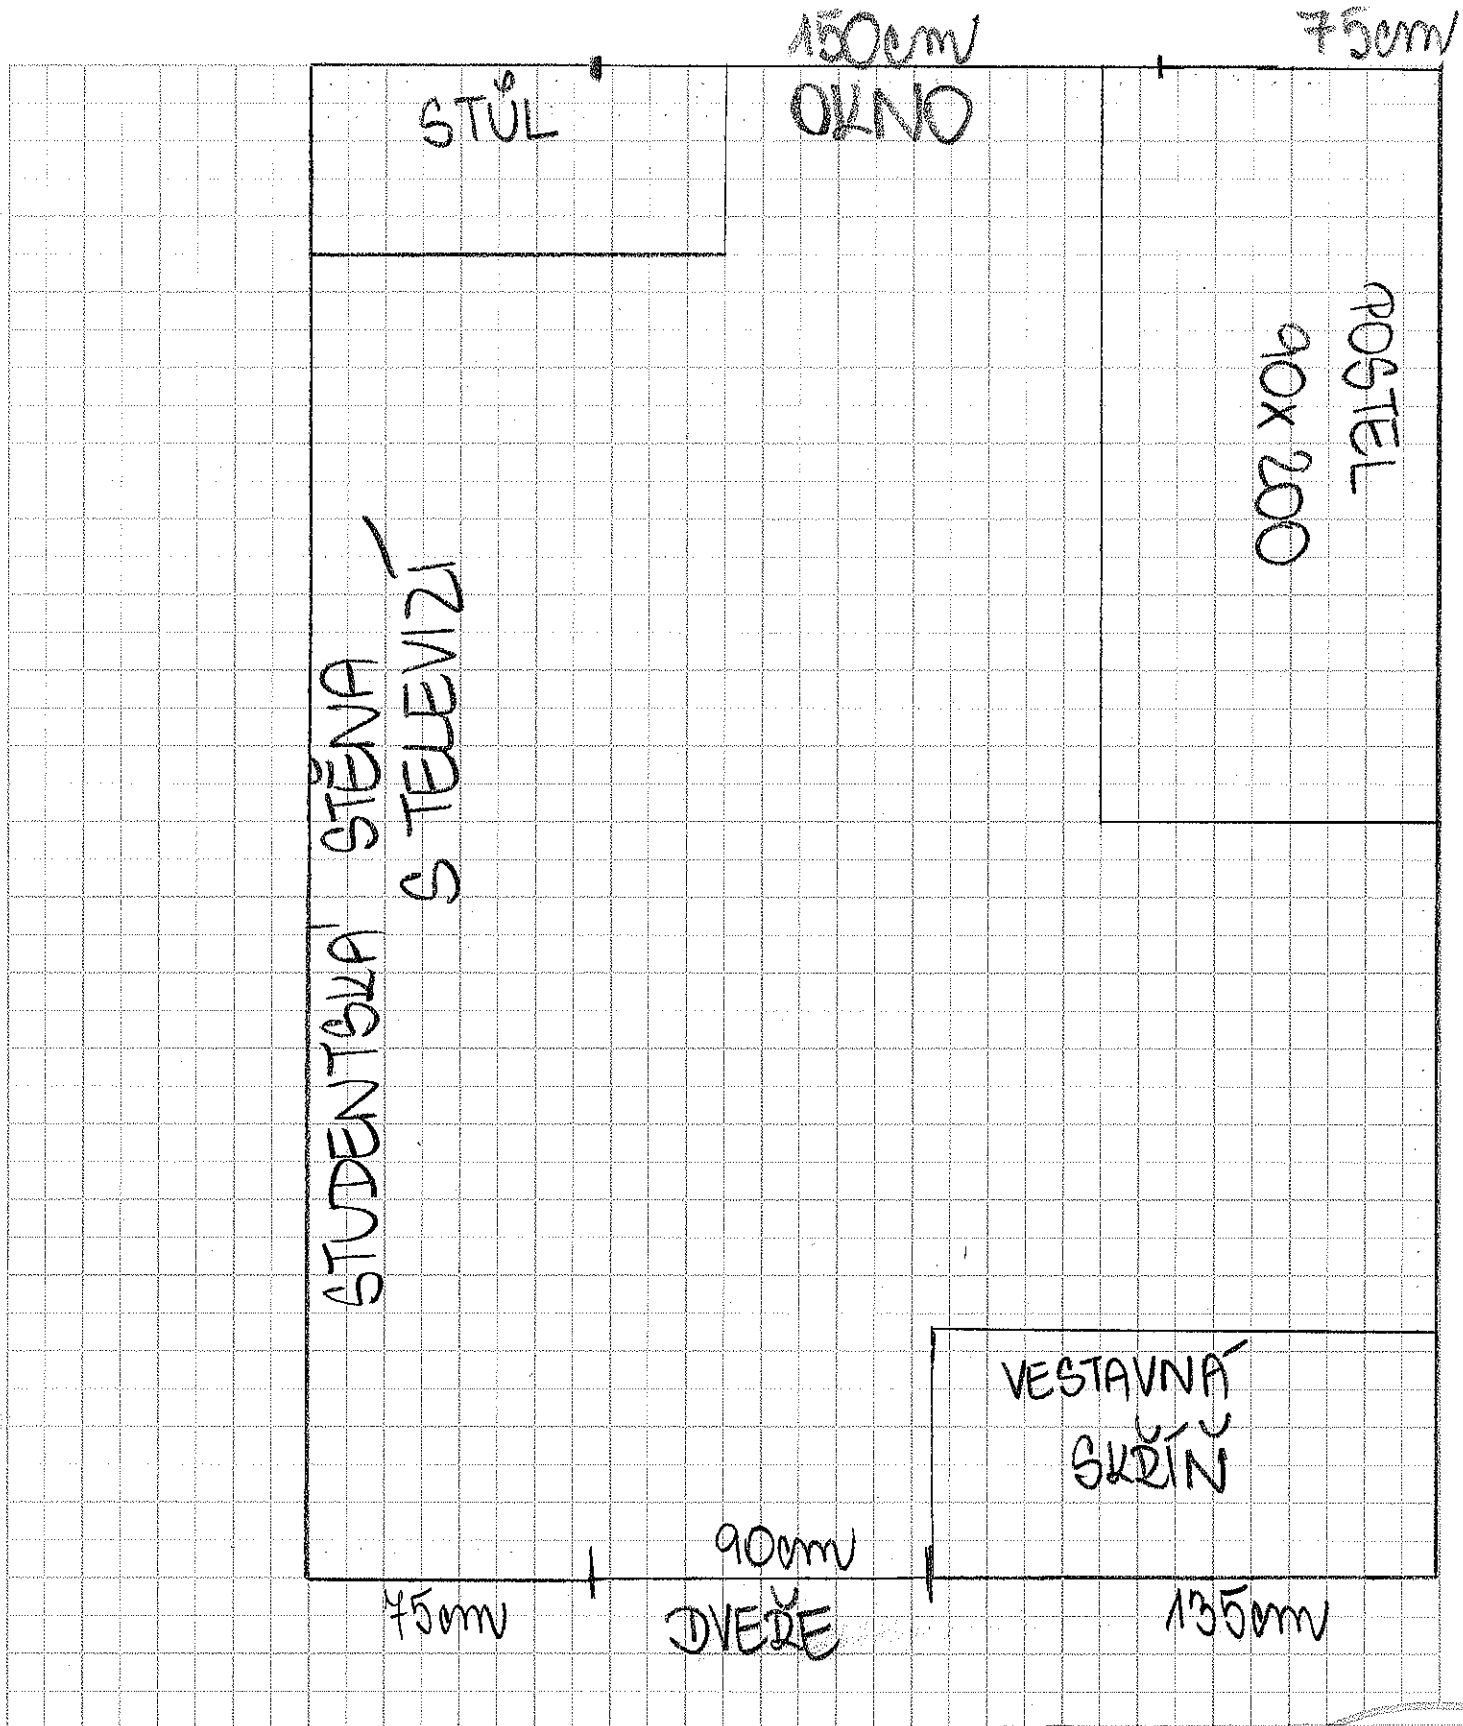 150cm
75cm
STŮL
OKNO
POSTEL
90x200
STUDENTSKÁ STĚNA
S TELEVIZÍ
VESTAVNÁ
SKŘÍŇ
90cm
75cm
DVEŘE
135cm